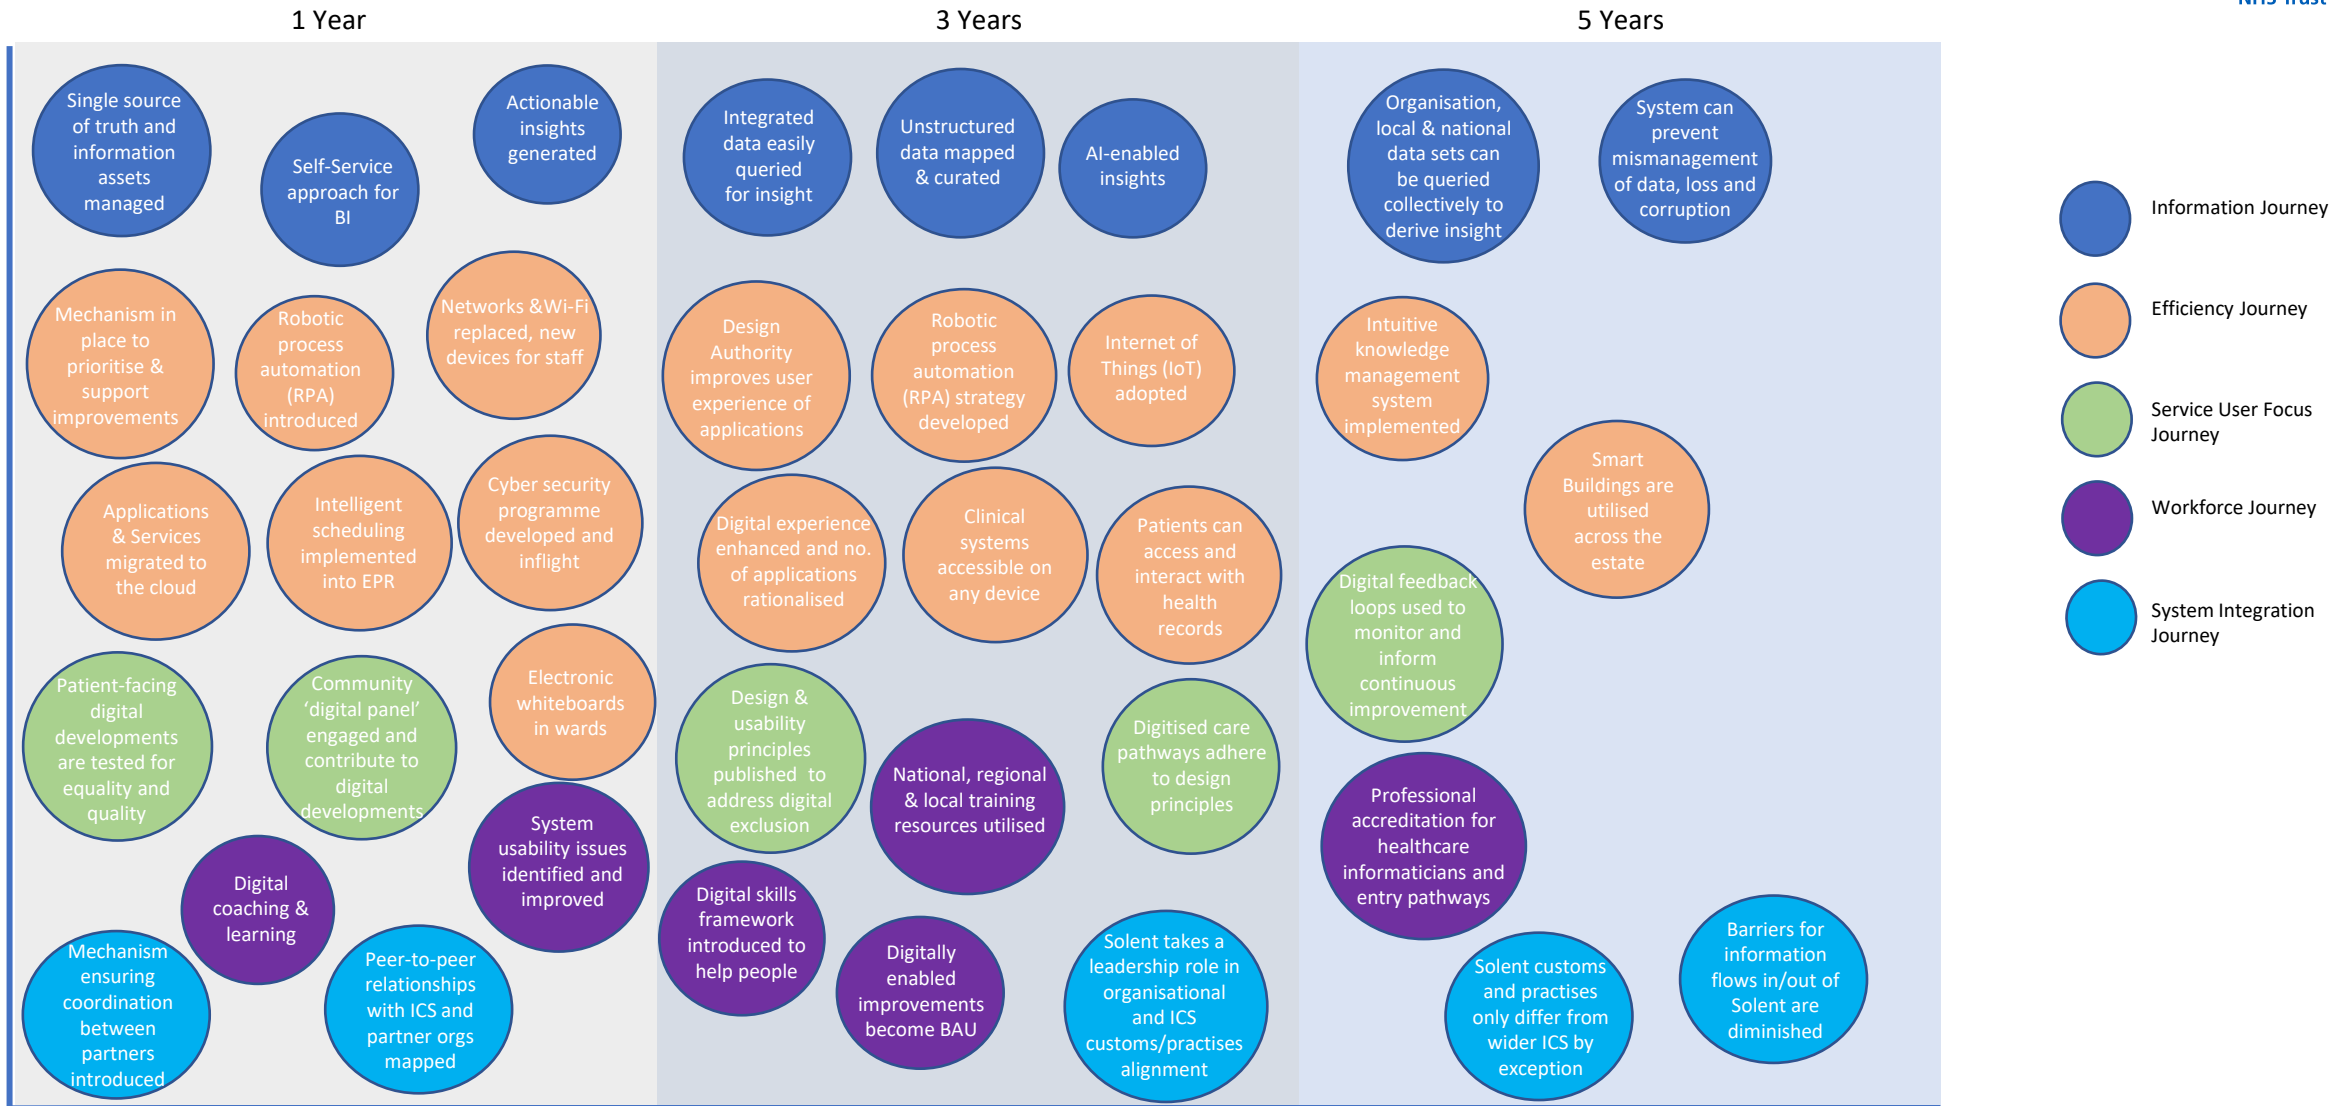 NHS Trust
1 Year
3 Years
5 Years
Single source
of truth and
information
assets
managed
Self-Service
approach for
BI
Actionable
insights
generated
Mechanism in
place to
prioritise &
support
improvements
Robotic
process
automation
(RPA)
introduced
Networks &Wi-Fi
replaced, new
devices for staff
Applications
& Services
migrated to
the cloud
Intelligent
scheduling
implemented
into EPR
Cyber security
programme
developed and
inflight
Patient-facing
digital
developments
are tested for
equality and
quality
Community
‘digital panel’
engaged and
contribute to
digital
developments
Electronic
whiteboards
in wards
Digital
coaching &
learning
System
usability issues
identified and
improved
Mechanism
ensuring
coordination
between
partners
introduced
Peer-to-peer
relationships
with ICS and
partner orgs
mapped
Integrated
data easily
queried
for insight
Unstructured
data mapped
& curated
AI-enabled
insights
Design
Authority
improves user
experience of
applications
Robotic
process
automation
(RPA) strategy
developed
Internet of
Things (IoT)
adopted
Digital experience
enhanced and no.
of applications
rationalised
Clinical
systems
accessible on
any device
Patients can
access and
interact with
health
records
Design &
usability
principles
published to
address digital
exclusion
National, regional
& local training
resources utilised
Digitised care
pathways adhere
to design
principles
Digital skills
framework
introduced to
help people
Digitally
enabled
improvements
become BAU
Solent takes a
leadership role in
organisational
and ICS
customs/practises
alignment
Organisation,
local & national
data sets can
be queried
collectively to
derive insight
System can
prevent
mismanagement
of data, loss and
corruption
Intuitive
knowledge
management
system
implemented
Smart
Buildings are
utilised
across the
estate
Digital feedback
loops used to
monitor and
inform
continuous
improvement
Professional
accreditation for
healthcare
informaticians and
entry pathways
Solent customs
and practises
only differ from
wider ICS by
exception
Barriers for
information
flows in/out of
Solent are
diminished
Information Journey
Efficiency Journey
Service User Focus
Journey
Workforce Journey
System Integration
Journey